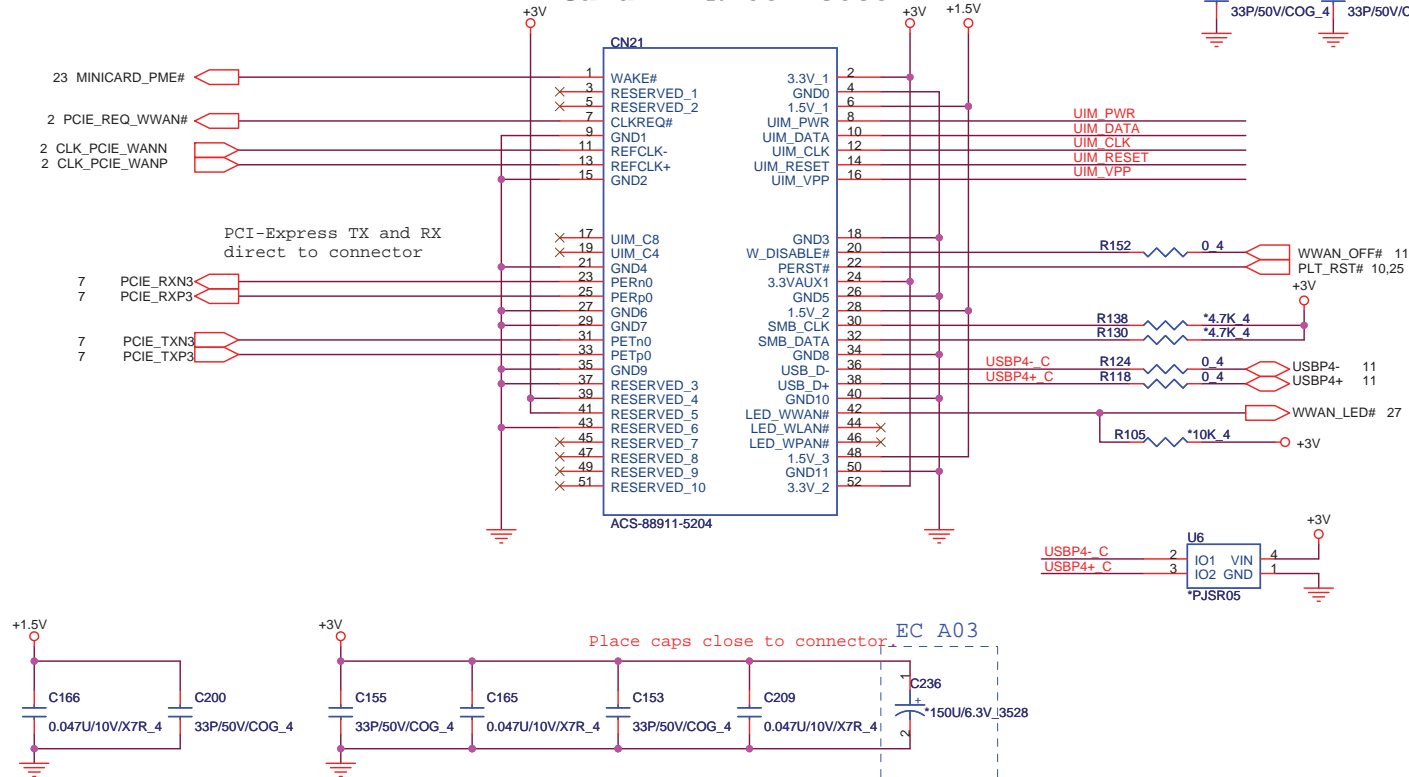 +3V
+3V
+1.5V
33P/50V/COG_4
CN21
23 MINICARD_PME#
1
WAKE#
3.3V_1
2
3
RESERVED_1
GND0
4
5
RESERVED_2
1.5V_1
6
2 PCIE_REQ_WWAN#
7
CLKREQ#
UIM_PWR
8
UIM_PWR
9
GND1
UIM_DATA
10
UIM_DATA
2 CLK_PCIE_WANN
11
REFCLK-
UIM_CLK
12
UIM_CLK
2 CLK_PCIE_WANP
13
REFCLK+
UIM_RESET
14
UIM_RESET
15
GND2
UIM_VPP
16
UIM_VPP
PCI-Express TX and RX
direct to connector
17
UIM_C8
GND3
18
19
UIM_C4
W_DISABLE#
20
R152
0_4
WWAN_OFF# 11
21
GND4
PERST#
22
PLT_RST# 10,25
7 PCIE_RXN3
23
PERn0
3.3VAUX1
24
7 PCIE_RXP3
25
PERp0
GND5
26
+3V
27
GND6
1.5V_2
28
29
GND7
SMB_CLK
30
R138
*4.7K_4
7 PCIE_TXN3
31
PETn0
SMB_DATA
32
R130
*4.7K_4
7 PCIE_TXP3
33
PETp0
GND8
34
35
GND9
USB_D-
36
USBP4-_C
R124
0_4
USBP4- 11
37
RESERVED_3
USB_D+
38
USBP4+_C
R118
0_4
USBP4+ 11
39
RESERVED_4
GND10
40
41
RESERVED_5
LED_WWAN#
42
WWAN_LED# 27
43
RESERVED_6
LED_WLAN#
44
45
RESERVED_7
LED_WPAN#
46
R105
*10K_4
+3V
47
RESERVED_8
1.5V_3
48
49
RESERVED_9
GND11
50
51
RESERVED_10
3.3V_2
52
ACS-88911-5204
+3V
U6
USBP4-_C
2
IO1 VIN
4
USBP4+_C
3
IO2 GND
1
*PJSR05
+1.5V
+3V
Place caps close to connector.
EC A03
C166
0.047U/10V/X7R_4
C200
33P/50V/COG_4
C155
33P/50V/COG_4
C165
0.047U/10V/X7R_4
C153
33P/50V/COG_4
C209
0.047U/10V/X7R_4
1
C236
+
*150U/6.3V_3528
2